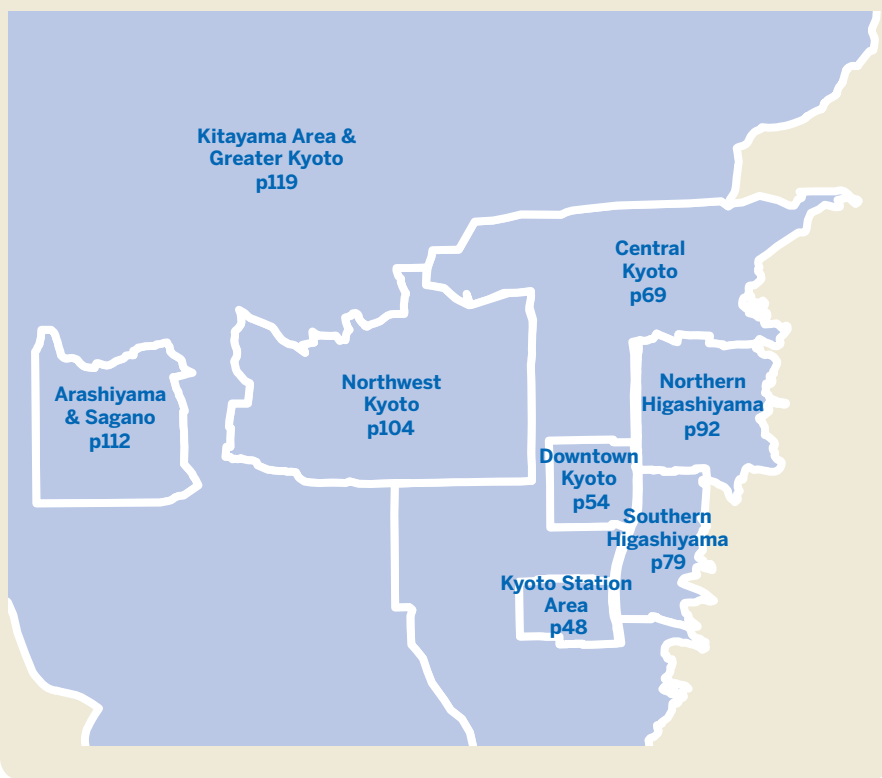 Kitayama Area &
Greater Kyoto
p119
Central
Kyoto
p69
Northwest
Kyoto
p104
Northern
Higashiyama
p92
Arashiyama
& Sagano
p112
Downtown
Kyoto
p54
Southern
Higashiyama
p79
Kyoto Station
Area
p48